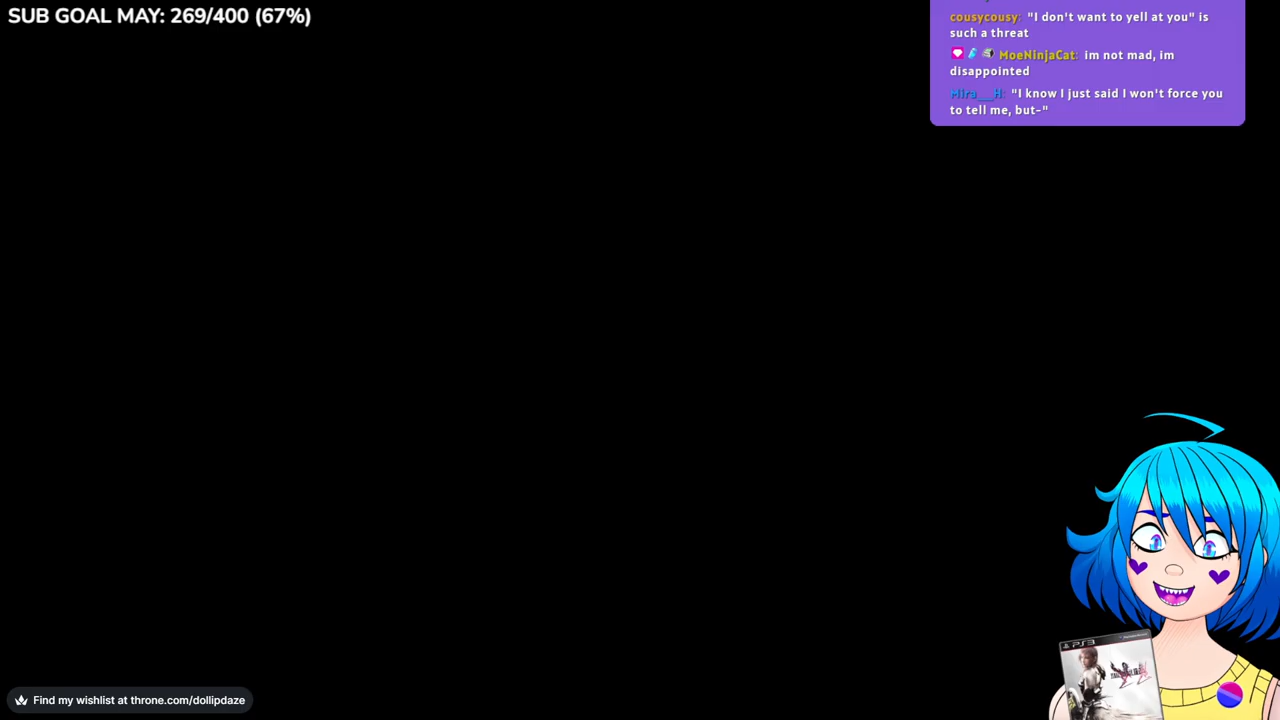 SUB GOAL MAY: 269/400 (67%)
cousycousy: "I don't want to yell at you" is
such a threat
MoeNinjaCat: im not mad, im
disappointed
Mira__H: "I know I just said I won't force you
to tell me, but-"
PS3
Find my wishlist at throne.com/dollipdaze